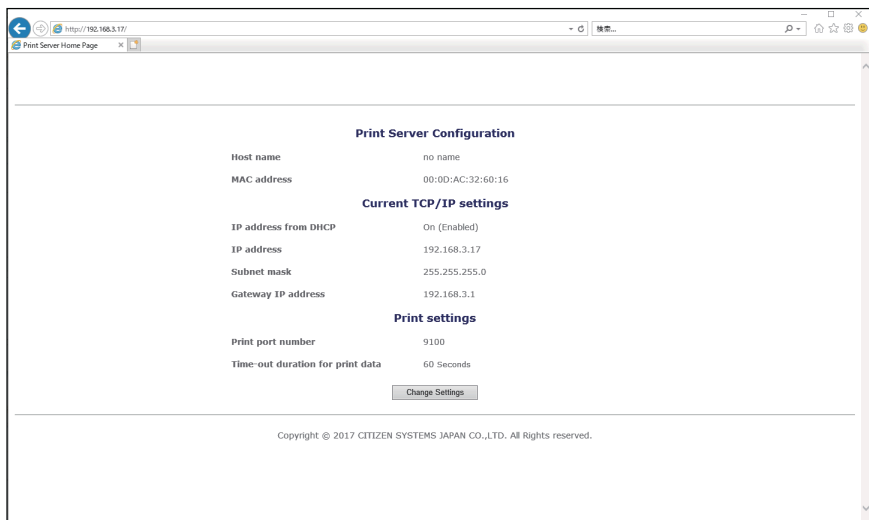 http://192.168.3.17/
検索...
Print Server Home Page
Print Server Configuration
Host name no name
MAC address 00:0D:AC:32:60:16
Current TCP/IP settings
IP address from DHCP On (Enabled)
IP address 192.168.3.17
Subnet mask 255.255.255.0
Gateway IP address 192.168.3.1
Print settings
Print port number 9100
Time-out duration for print data 60 Seconds
Change Settings
Copyright © 2017 CITIZEN SYSTEMS JAPAN CO.,LTD. All Rights reserved.